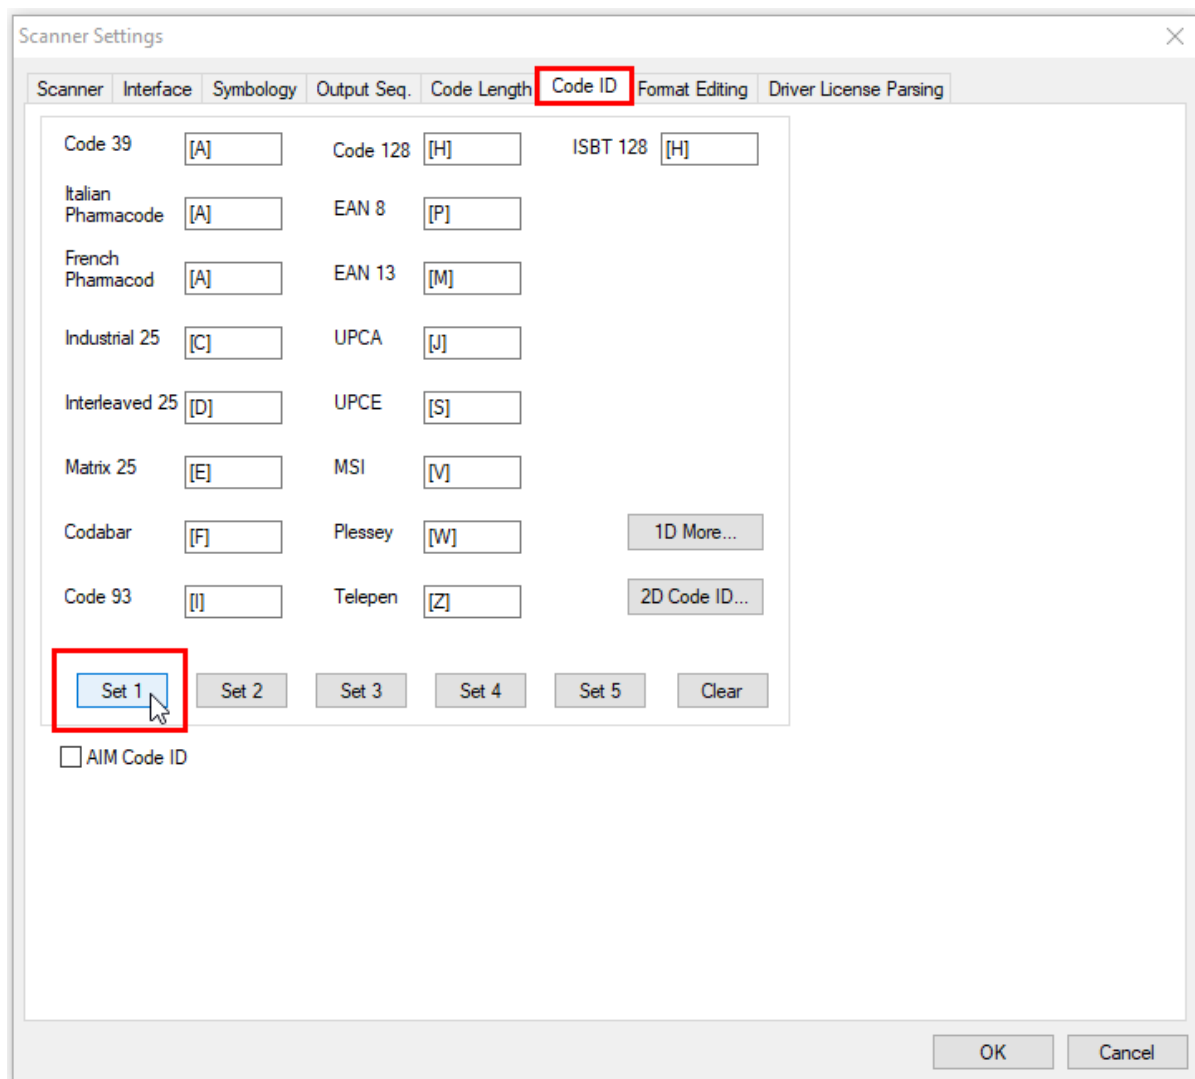 Scanner Settings
Scanner Interface Symbology Output Seq. Code Length Code ID Format Editing Driver License Parsing
Code 39 [A] Code 128 [H] ISBT 128 [H]
Italian
Phamacode [A] EAN 8 [P]
French
Phamacod [A] EAN 13 [M]
Industrial 25 [C] UPCA [J]
Interleaved 25 [D] UPCE [S]
Matrix 25 [E] MSI [V]
Codabar [F] Plessey [W] 1D More...
Code 93 [I] Telepen [Z] 2D Code ID...
Set 1 Set 2 Set 3 Set 4 Set 5 Clear
AIM Code ID
OK Cancel